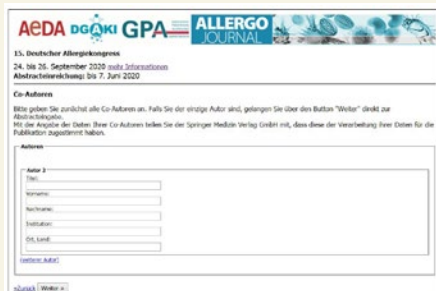 AeDA DGAKI GPA ALLERGO
JOURNAL
15. Deutscher Allergiekongress
24. bis 26. September 2020 mehr Informationen
Abstracteinreichung: bis 7. Juni 2020
Co-Autoren
Bitte geben Sie zunächst alle Co-Autoren an. Falls Sie der einzige Autor sind, gelangen Sie über den Button "Weiter" direkt zur
Abstracteingabe.
Mit der Angabe der Daten Ihrer Co-Autoren teilen Sie der Springer Medizin Verlag GmbH mit, dass diese der Verarbeitung ihrer Daten für die
Publikation zugestimmt haben.
Autoren
Autor 2
Titel:
Vorname:
Nachname:
Institution:
Ort, Land:
[weiterer Autor]
«Zurück Weiter »